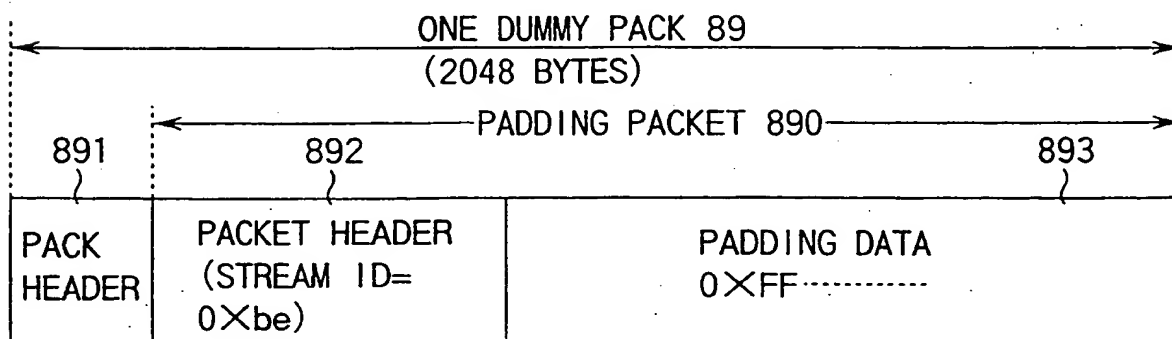 ONE DUMMY PACK 89
(2048 BYTES)
PADDING PACKET 890
891
892
893
PACK
HEADER
PACKET HEADER
(STREAM ID=
0×be)
PADDING DATA
0×FF············